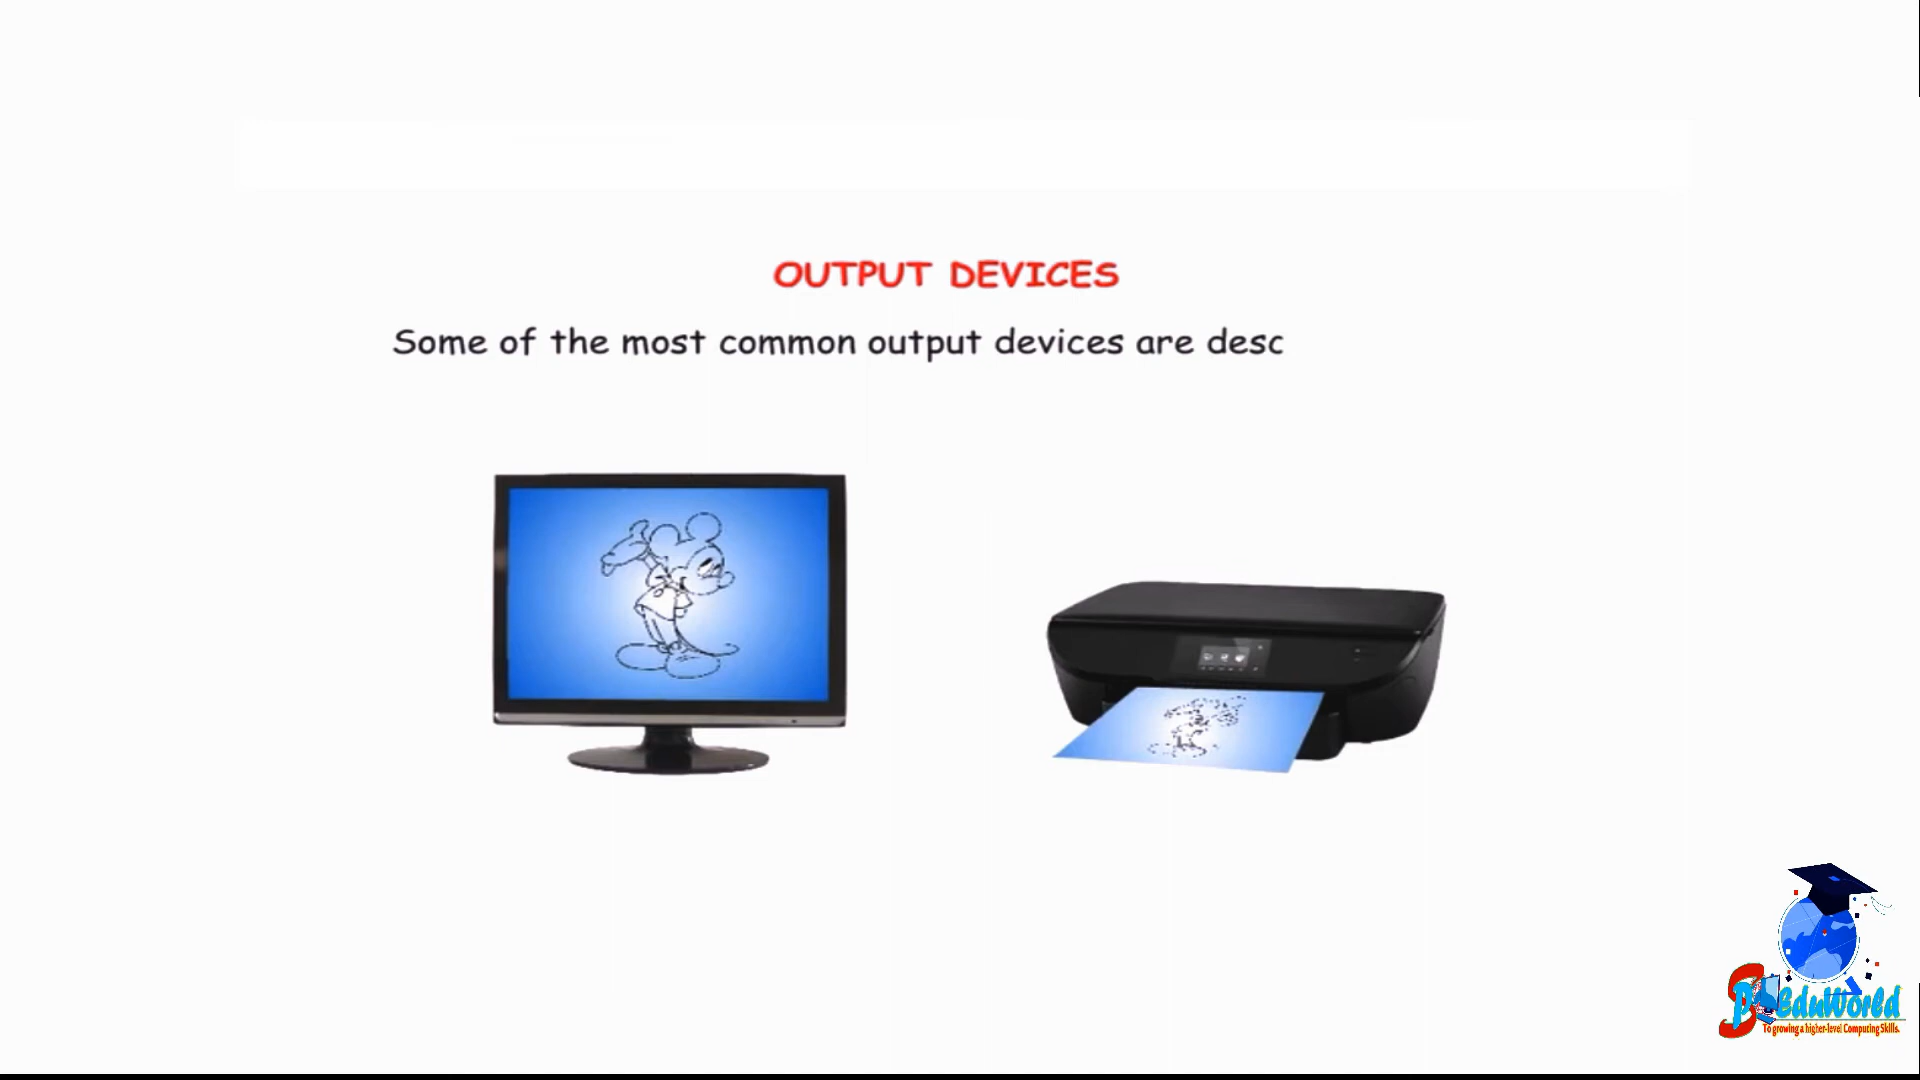 OUTPUT DEVICES
Some of the most common output devices are desc
EduWorld
To growing a higher-level Computing Skills.